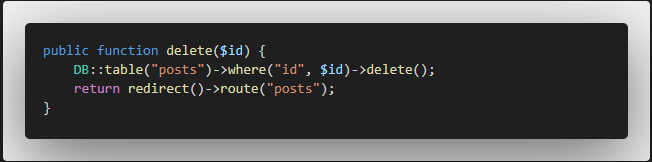 public function delete($id) {
    DB::table("posts")->where("id", $id)->delete();
    return redirect()->route("posts");
}